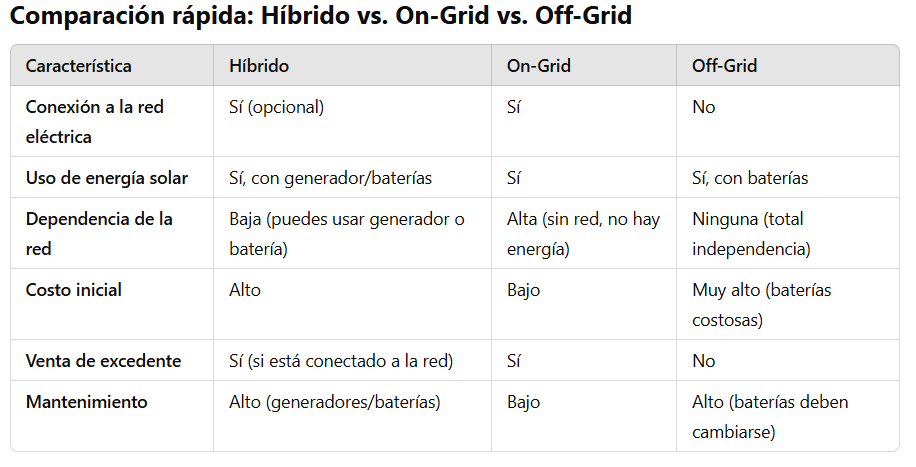 Comparación rápida: Híbrido vs. On-Grid vs. Off-Grid
Característica Híbrido On-Grid Off-Grid
Conexión a la red eléctrica Sí (opcional) Sí No
Uso de energía solar Sí, con generador/baterías Sí Sí, con baterías
Dependencia de la red Baja (puedes usar generador o batería) Alta (sin red, no hay energía) Ninguna (total independencia)
Costo inicial Alto Bajo Muy alto (baterías costosas)
Venta de excedente Sí (si está conectado a la red) Sí No
Mantenimiento Alto (generadores/baterías) Bajo Alto (baterías deben cambiarse)